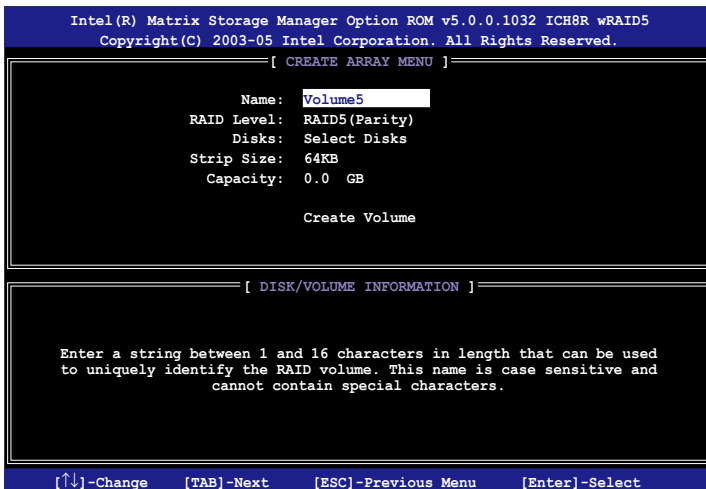 Intel(R) Matrix Storage Manager Option ROM v5.0.0.1032 ICH8R wRAID5
Copyright(C) 2003-05 Intel Corporation. All Rights Reserved.
[ CREATE ARRAY MENU ]
Name: Volume5
RAID Level: RAID5(Parity)
Disks: Select Disks
Strip Size: 64KB
Capacity: 0.0 GB
Create Volume
[ DISK/VOLUME INFORMATION ]
Enter a string between 1 and 16 characters in length that can be used
to uniquely identify the RAID volume. This name is case sensitive and
cannot contain special characters.
[↑↓]-Change [TAB]-Next [ESC]-Previous Menu [Enter]-Select